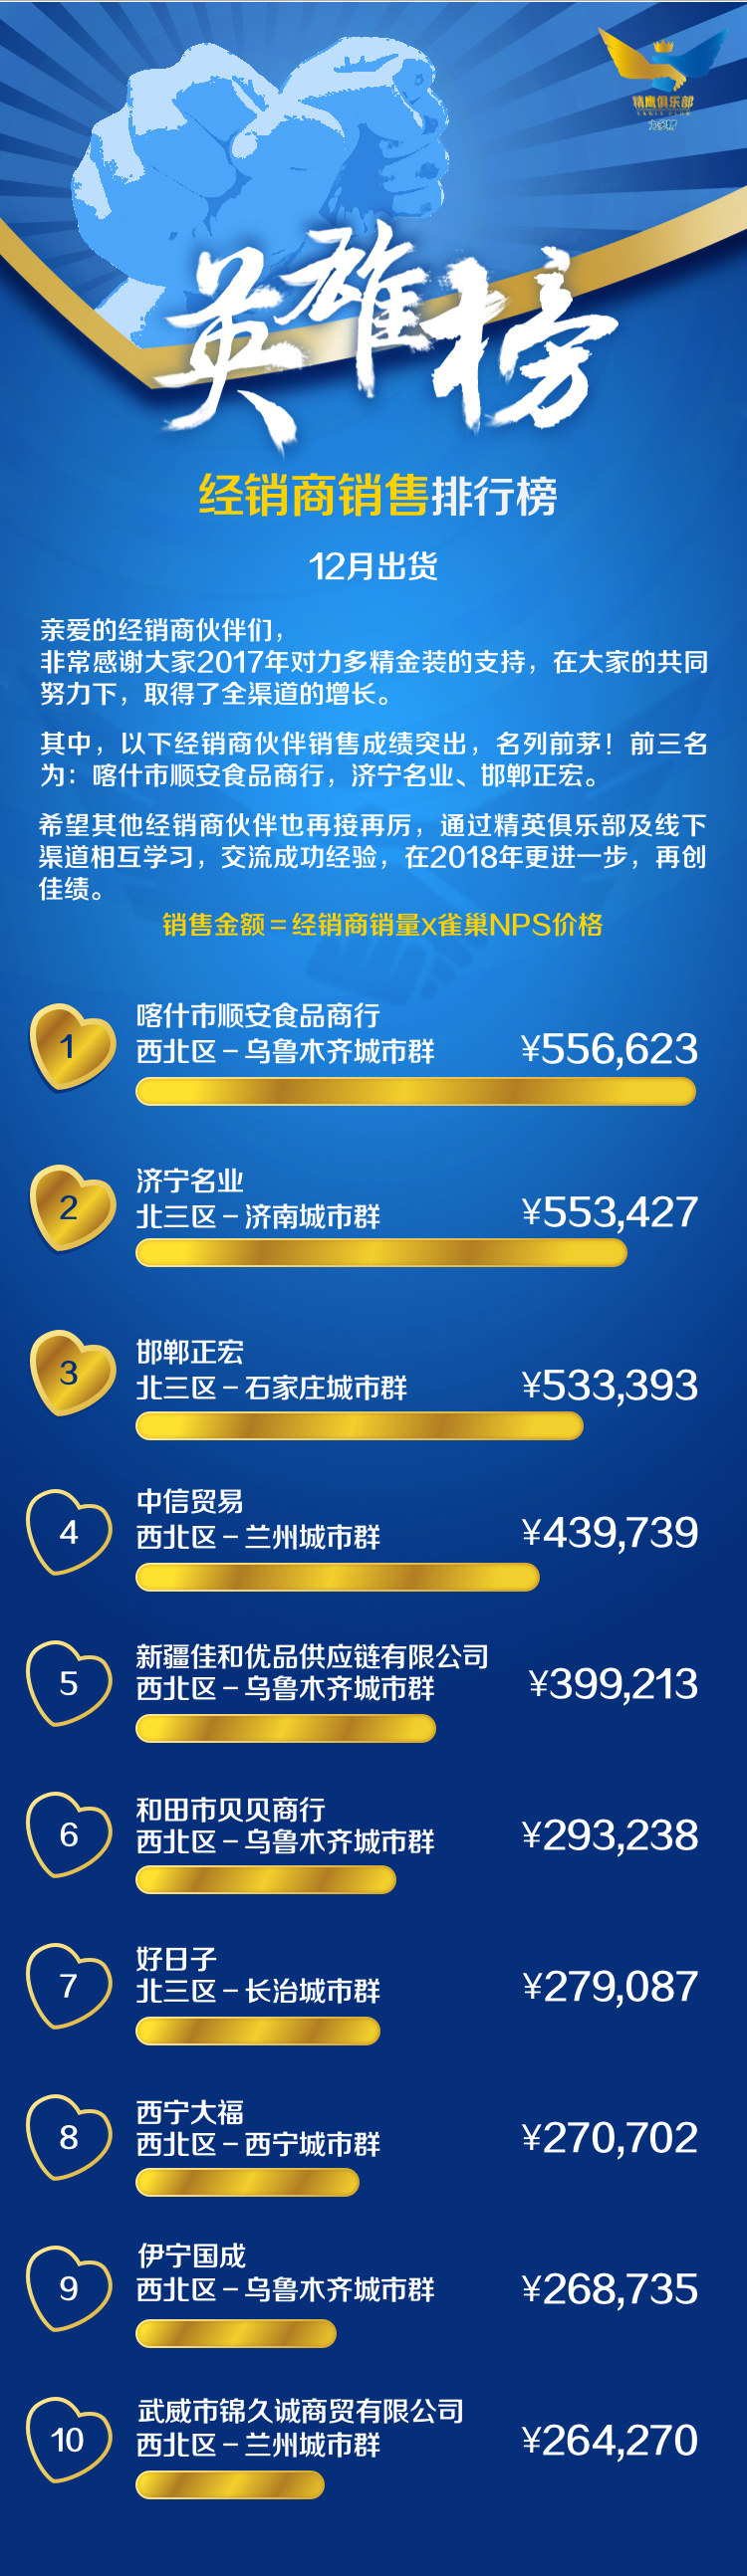 精鹰俱乐部
EAGLE CLUB
力多精
英雄榜
经销商销售排行榜
12月出货
亲爱的经销商伙伴们，
非常感谢大家2017年对力多精金装的支持，在大家的共同
努力下，取得了全渠道的增长。
其中，以下经销商伙伴销售成绩突出，名列前茅！前三名
为：喀什市顺安食品商行，济宁名业、邯郸正宏。
希望其他经销商伙伴也再接再厉，通过精英俱乐部及线下
渠道相互学习，交流成功经验，在2018年更进一步，再创
佳绩。
销售金额＝经销商销量x雀巢NPS价格
1
喀什市顺安食品商行
西北区－乌鲁木齐城市群
¥556,623
2
济宁名业
北三区－济南城市群
¥553,427
3
邯郸正宏
北三区－石家庄城市群
¥533,393
4
中信贸易
西北区－兰州城市群
¥439,739
5
新疆佳和优品供应链有限公司
西北区－乌鲁木齐城市群
¥399,213
6
和田市贝贝商行
西北区－乌鲁木齐城市群
¥293,238
7
好日子
北三区－长治城市群
¥279,087
8
西宁大福
西北区－西宁城市群
¥270,702
9
伊宁国成
西北区－乌鲁木齐城市群
¥268,735
10
武威市锦久诚商贸有限公司
西北区－兰州城市群
¥264,270